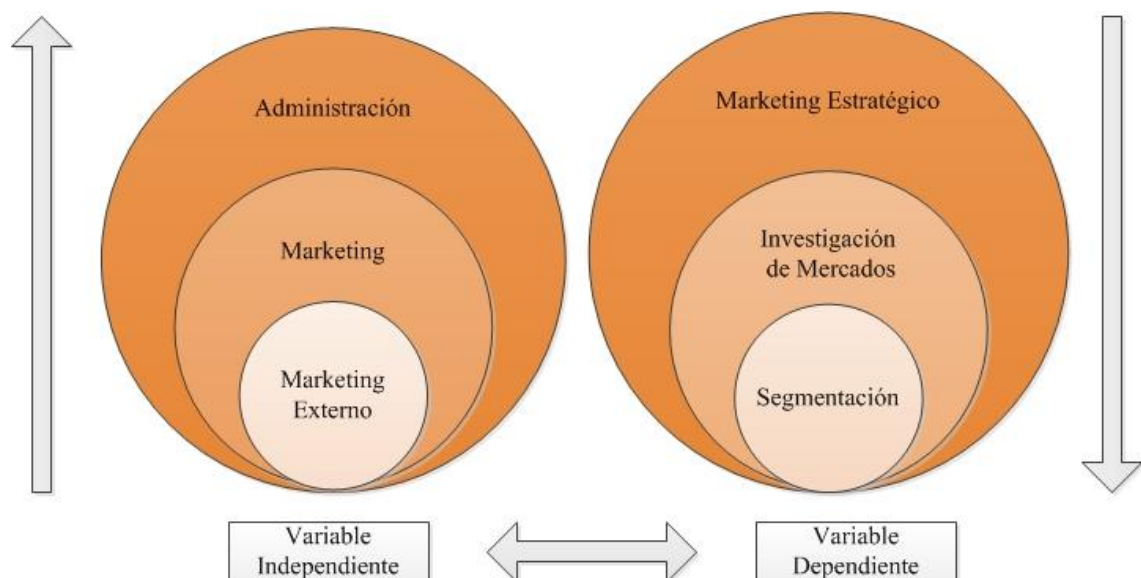 Administración
Marketing
Marketing
Externo
Marketing Estratégico
Investigación
de Mercados
Segmentación
Variable
Independiente
Variable
Dependiente